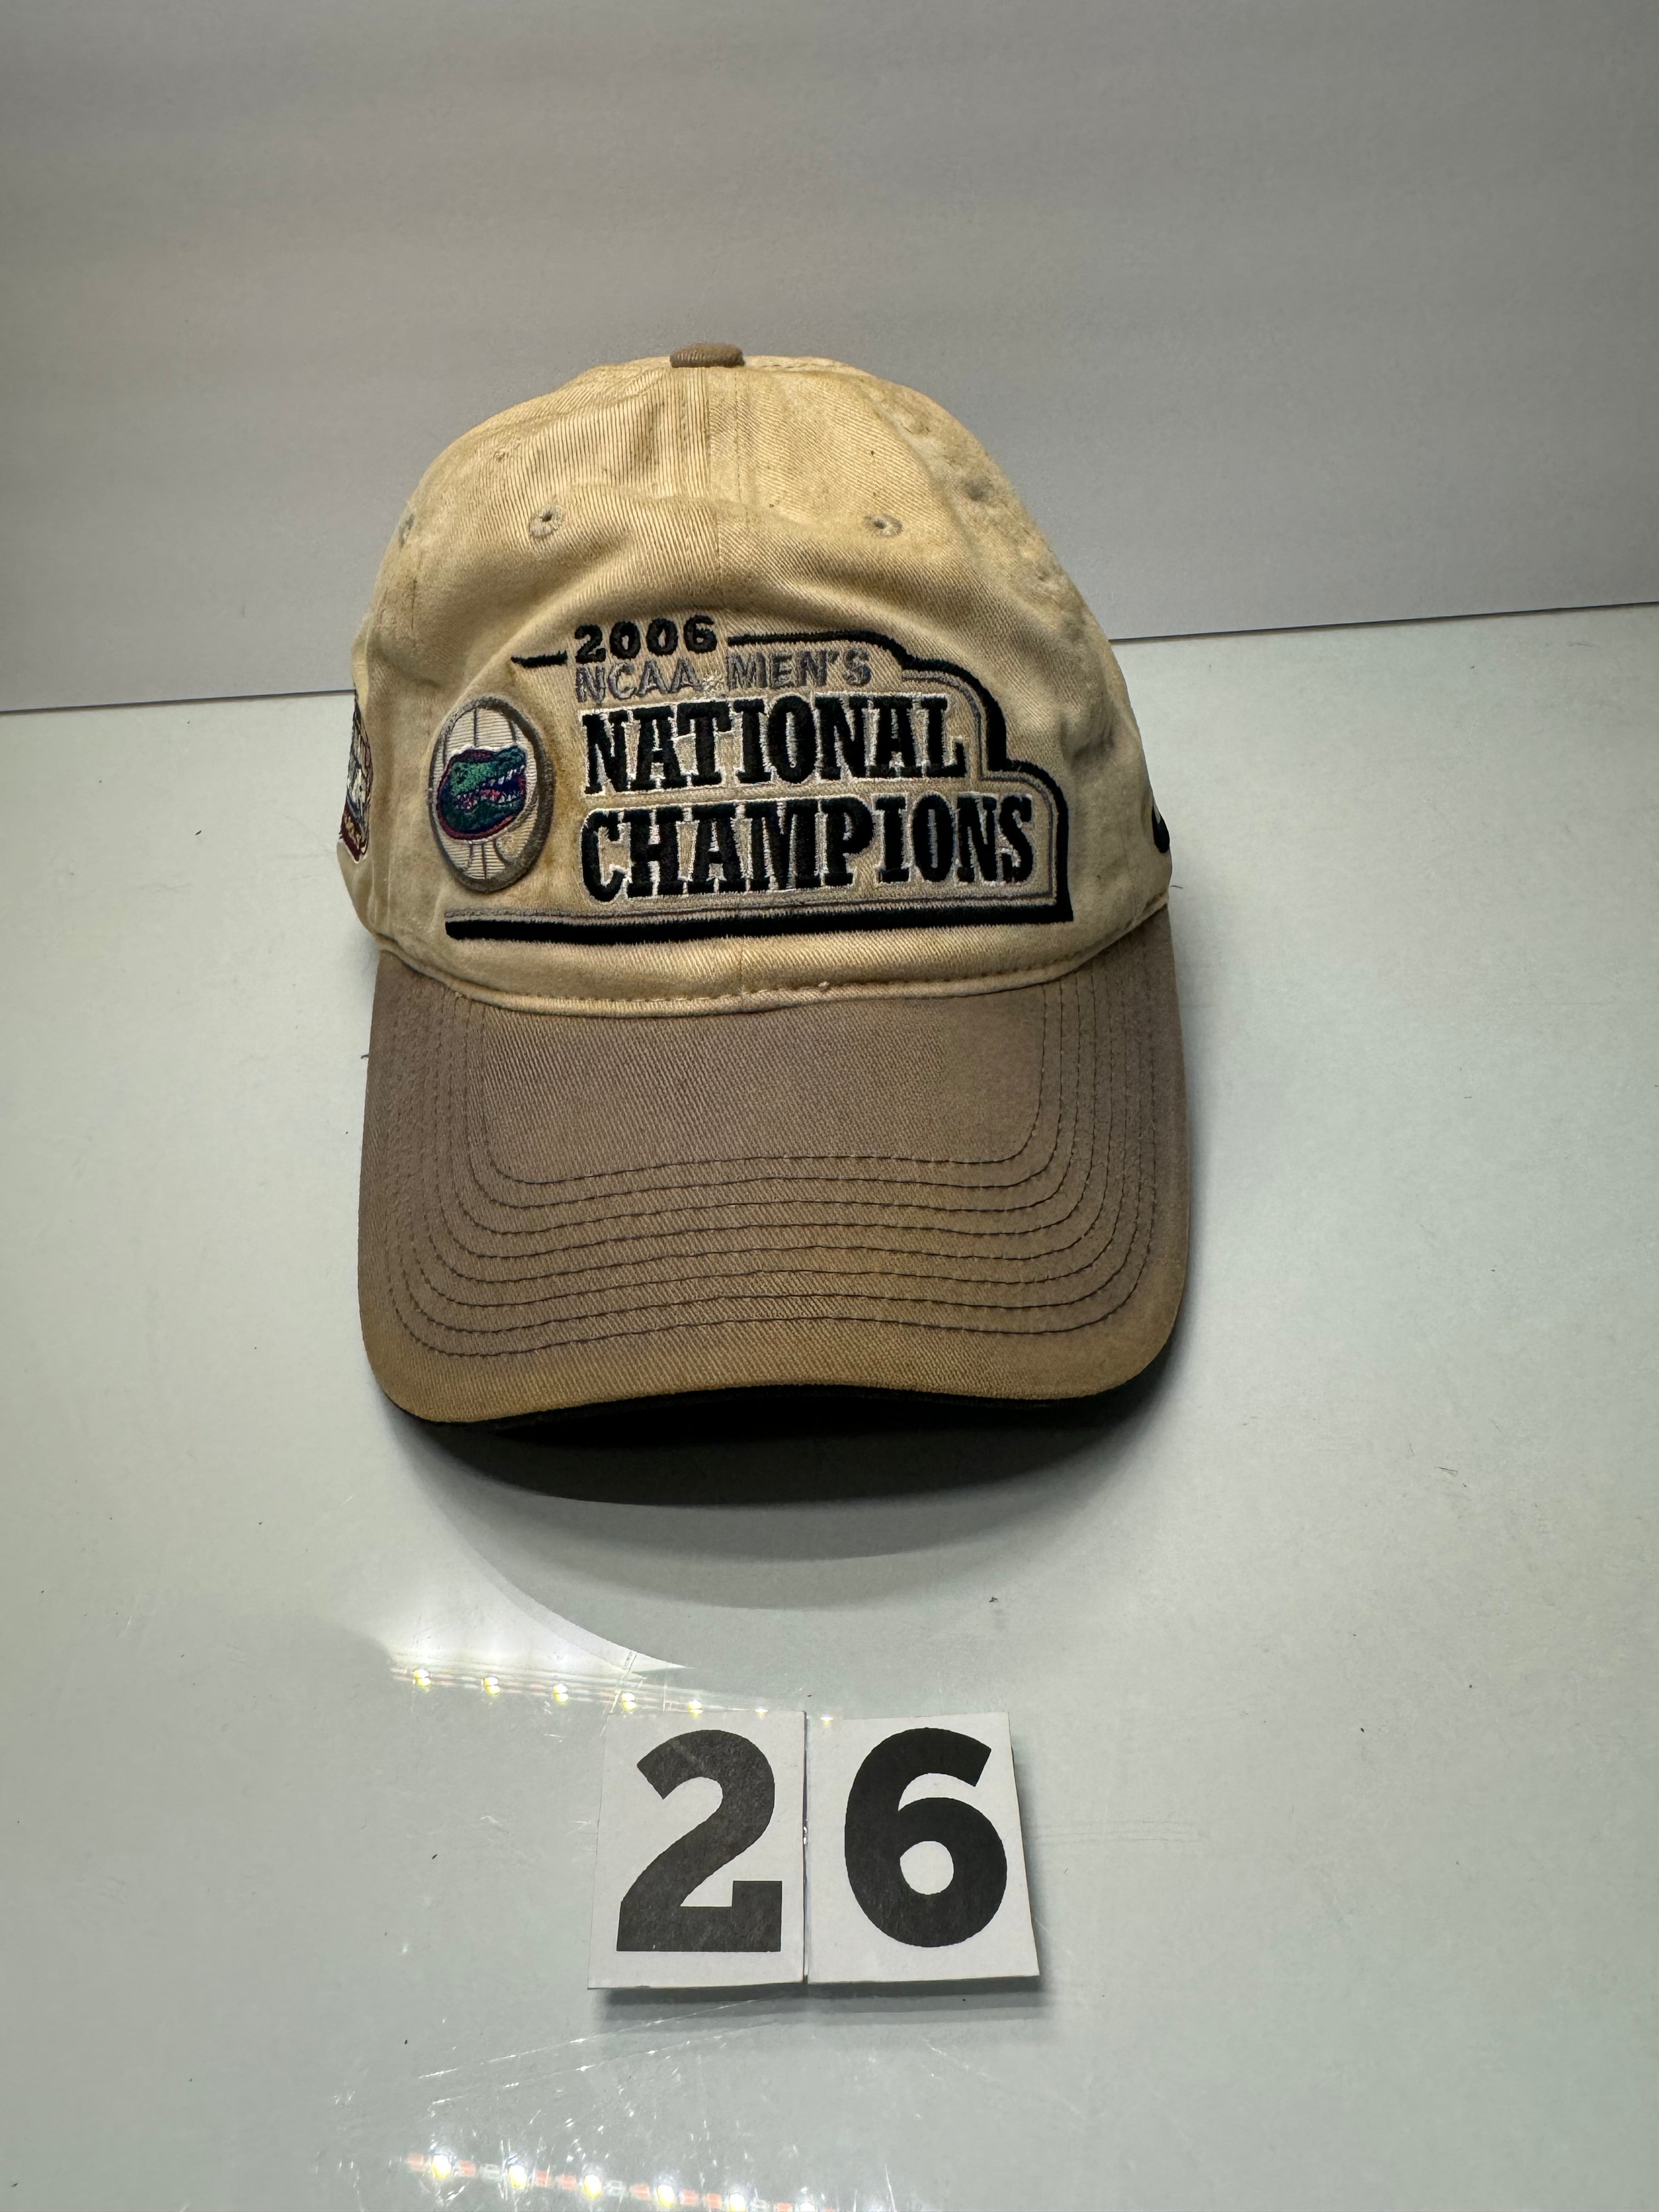 2006
NCAA MEN'S
NATIONAL
CHAMPIONS
26